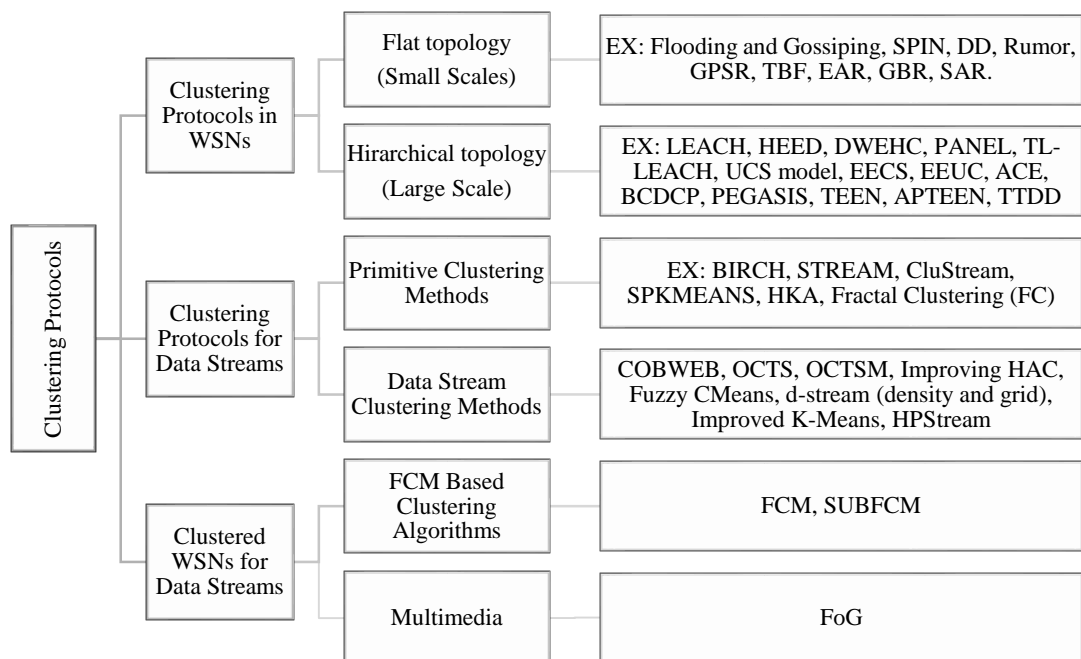 Clustering Protocols
Clustering
Protocols in
WSNs
Flat topology
(Small Scales)
EX: Flooding and Gossiping, SPIN, DD, Rumor,
GPSR, TBF, EAR, GBR, SAR.
Hirarchical topology
(Large Scale)
EX: LEACH, HEED, DWEHC, PANEL, TL-
LEACH, UCS model, EECS, EEUC, ACE,
BCDCP, PEGASIS, TEEN, APTEEN, TTDD
Clustering
Protocols for
Data Streams
Primitive Clustering
Methods
EX: BIRCH, STREAM, CluStream,
SPKMEANS, HKA, Fractal Clustering (FC)
Data Stream
Clustering Methods
COBWEB, OCTS, OCTSM, Improving HAC,
Fuzzy CMeans, d-stream (density and grid),
Improved K-Means, HPStream
Clustered
WSNs for
Data Streams
FCM Based
Clustering
Algorithms
FCM, SUBFCM
Multimedia
FoG